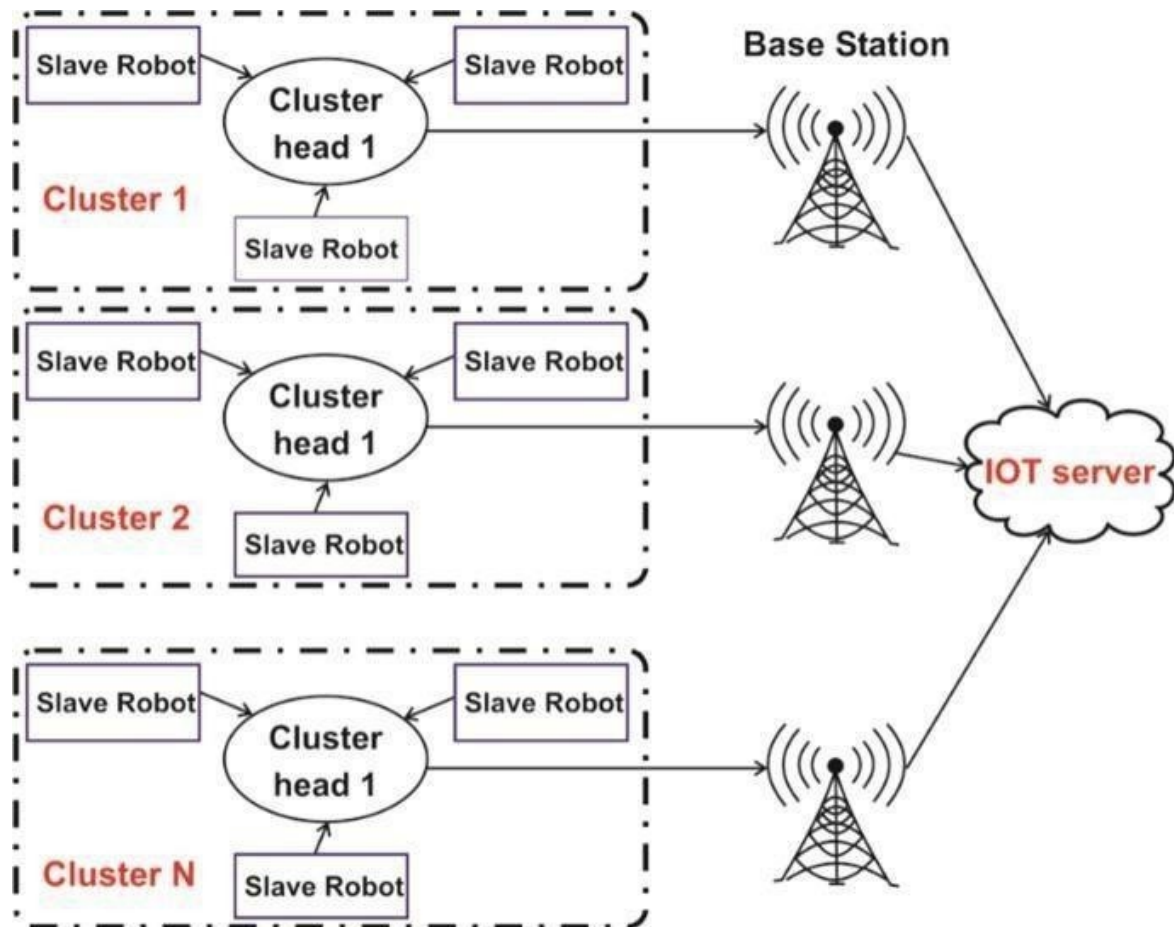 Slave Robot
Slave Robot
Base Station
Cluster
head 1
Cluster 1
Slave Robot
Slave Robot
Slave Robot
Cluster
head 1
IOT server
Cluster 2
Slave Robot
Slave Robot
Slave Robot
Cluster
head 1
Cluster N
Slave Robot